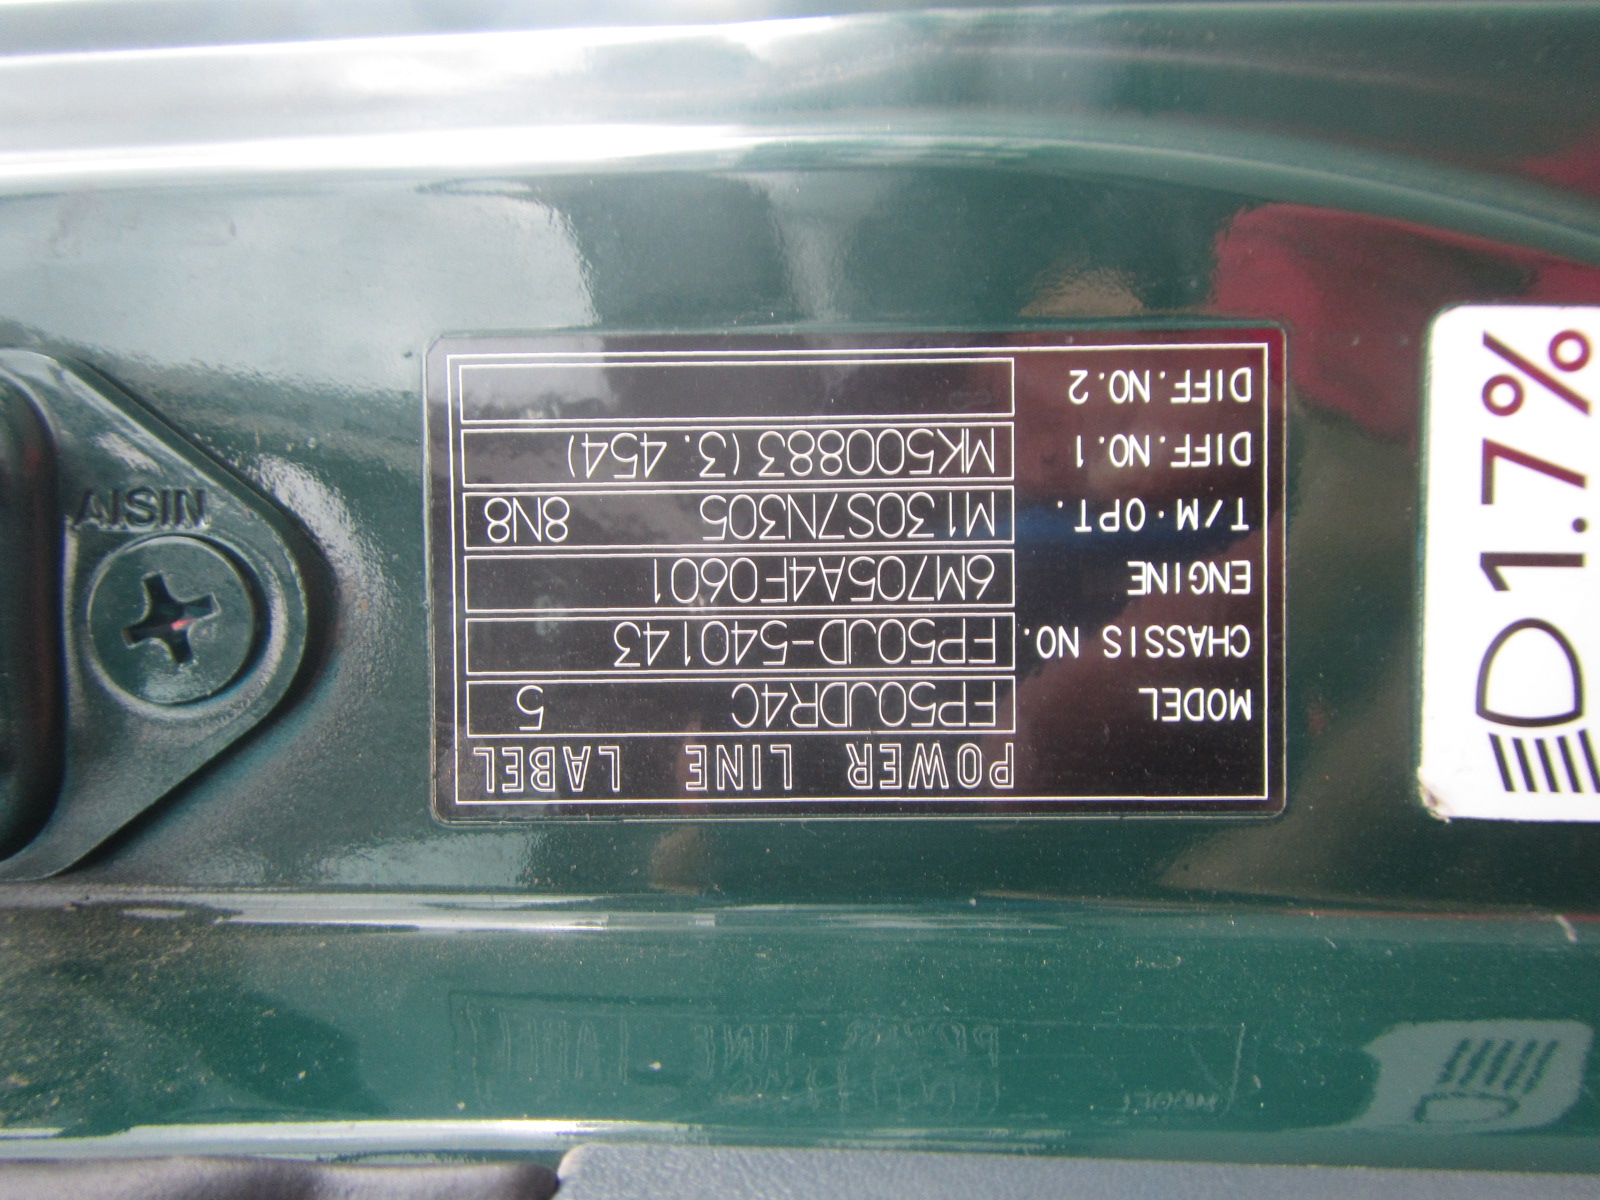 POWER LINE LABEL
MODEL FP50JDR4C 5
CHASSIS NO. FP50JD-540143
ENGINE 6M705A4F0601
T/M·OPT. M130S7N305 8N8
DIFF.NO.1 MK500883(3.454)
DIFF.NO.2
AISIN
1.7%